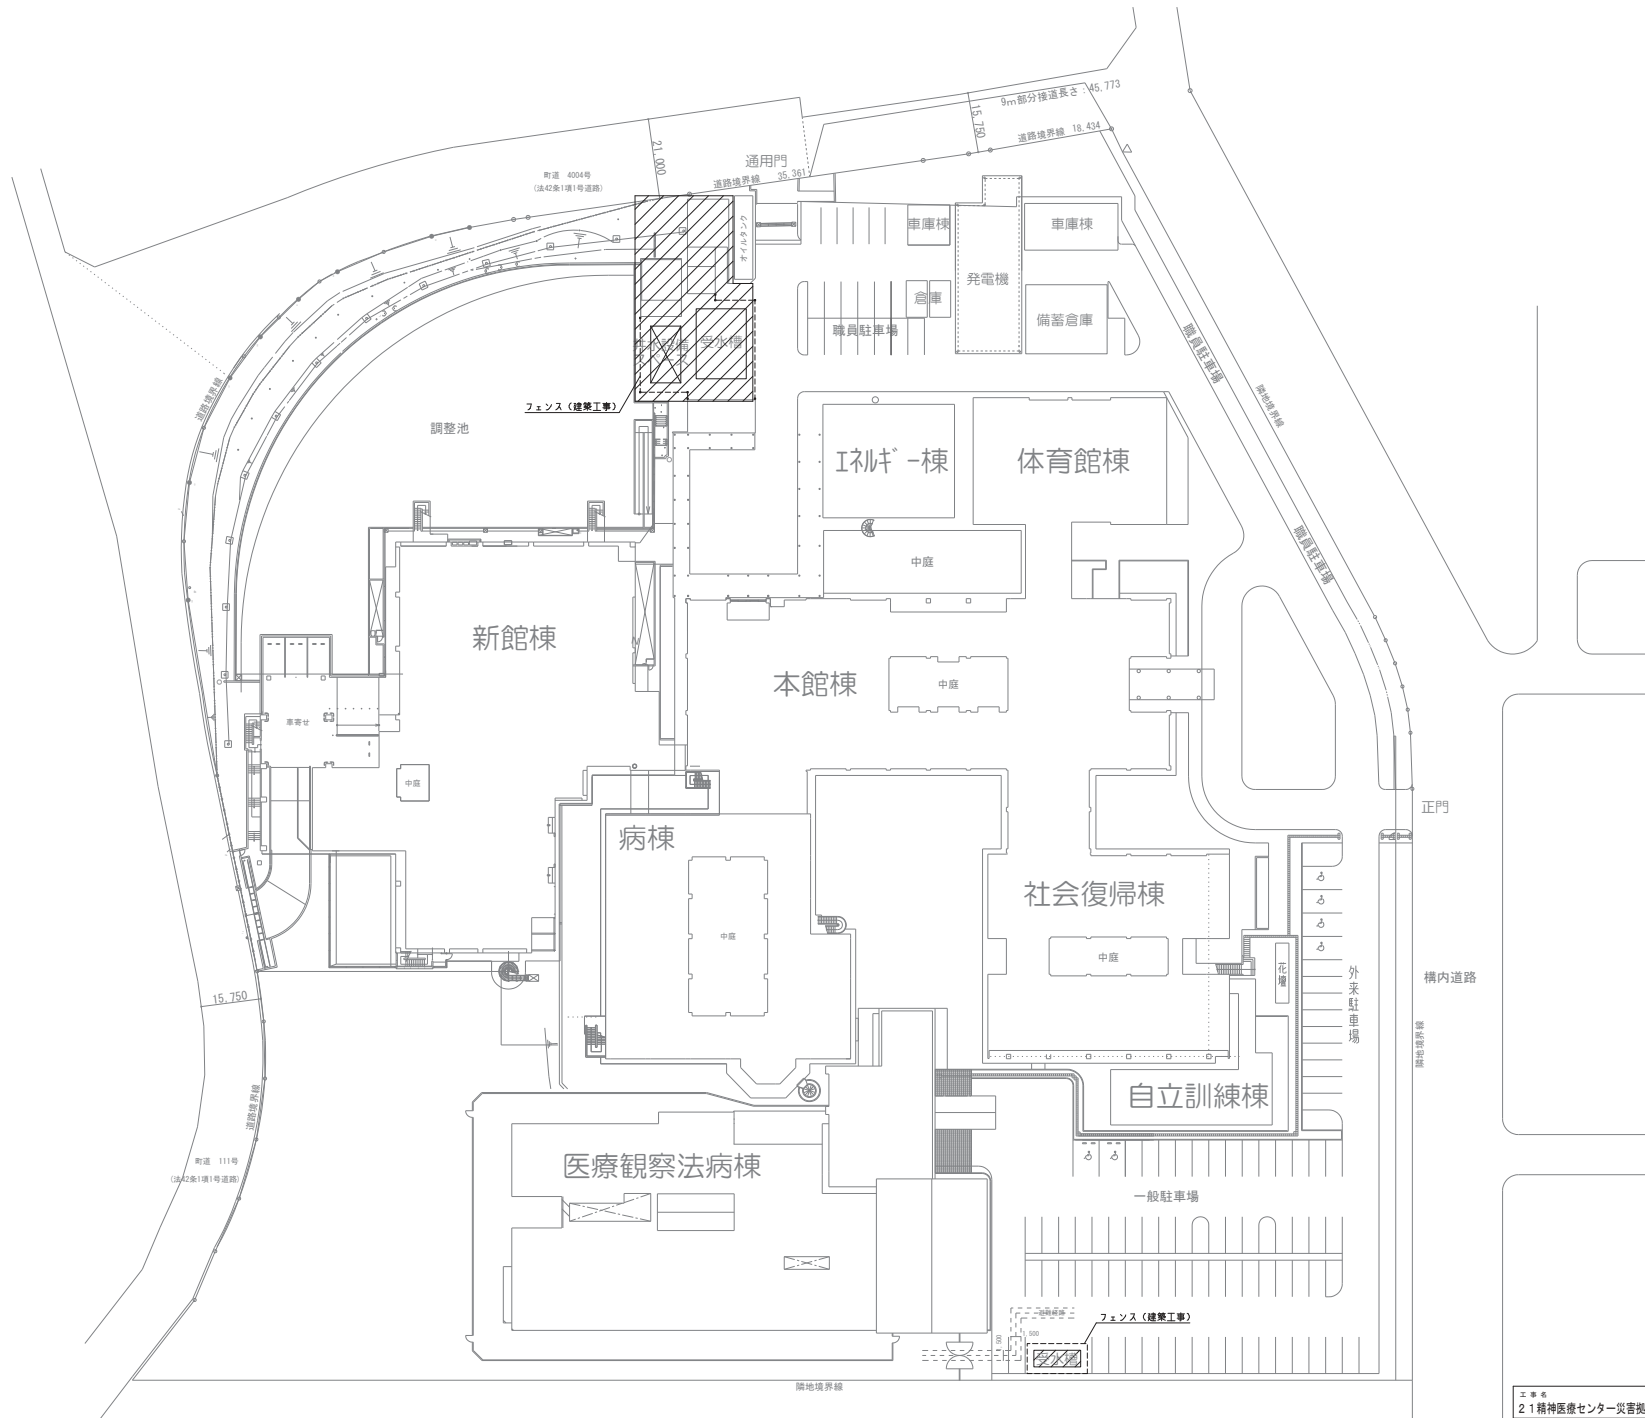 9m部分接道長さ：45,773
15,750
道路境界線 18,434
21,000
通用門
道路境界線 35,361
町道 4004号
(法42条1項1号道路)
オイルタンク
車庫棟
車庫棟
発電機
倉庫
備蓄倉庫
職員駐車場
職員駐車場
受水槽
フェンス（建築工事）
道路境界線
隣地境界線
調整池
エネルギー棟
体育館棟
職員駐車場
中庭
新館棟
本館棟
中庭
車寄せ
中庭
正門
病棟
社会復帰棟
中庭
中庭
花壇
外来駐車場
構内道路
15,750
隣地境界線
道路境界線
自立訓練棟
町道 111号
(法42条1項1号道路)
医療観察法病棟
一般駐車場
フェンス（建築工事）
1,500
受水槽
隣地境界線
工事名
21精神医療センター災害拠